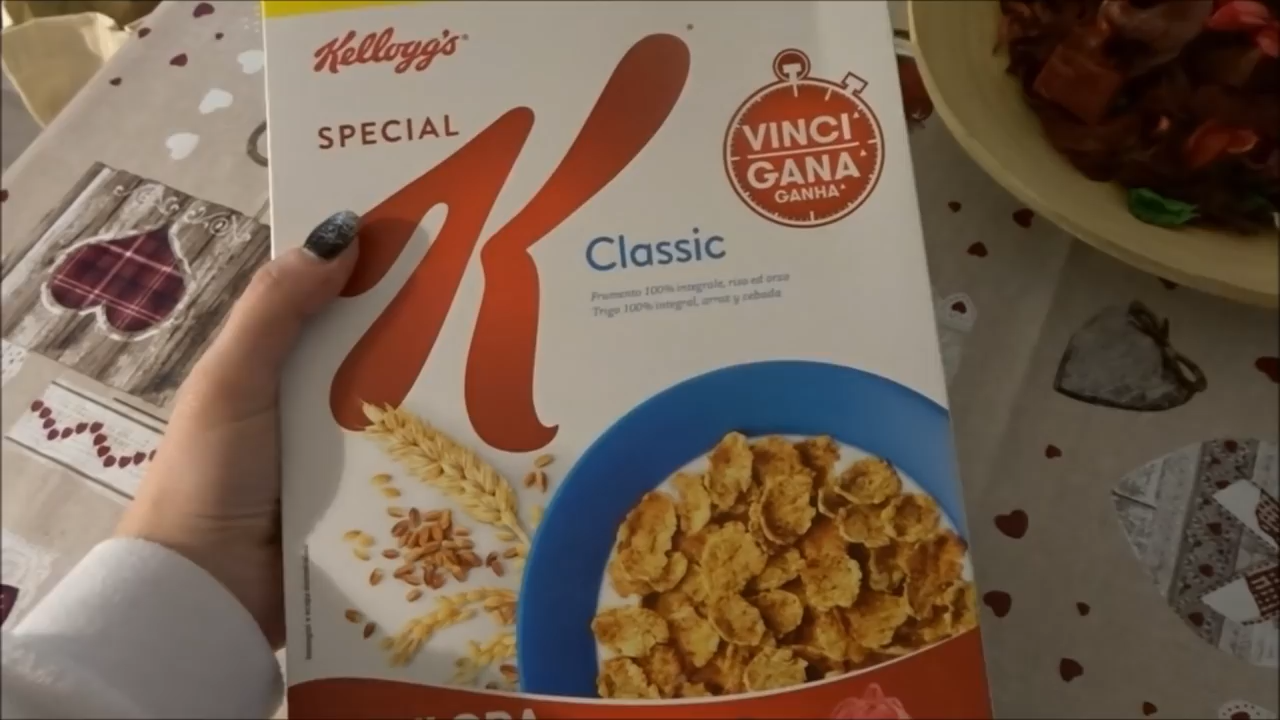 Kellogg's
SPECIAL
K
VINCI
GANA
GANHA
Classic
Frumento 100% integrale, riso ed orzo
Trigo 100% integral, arroz y cebada